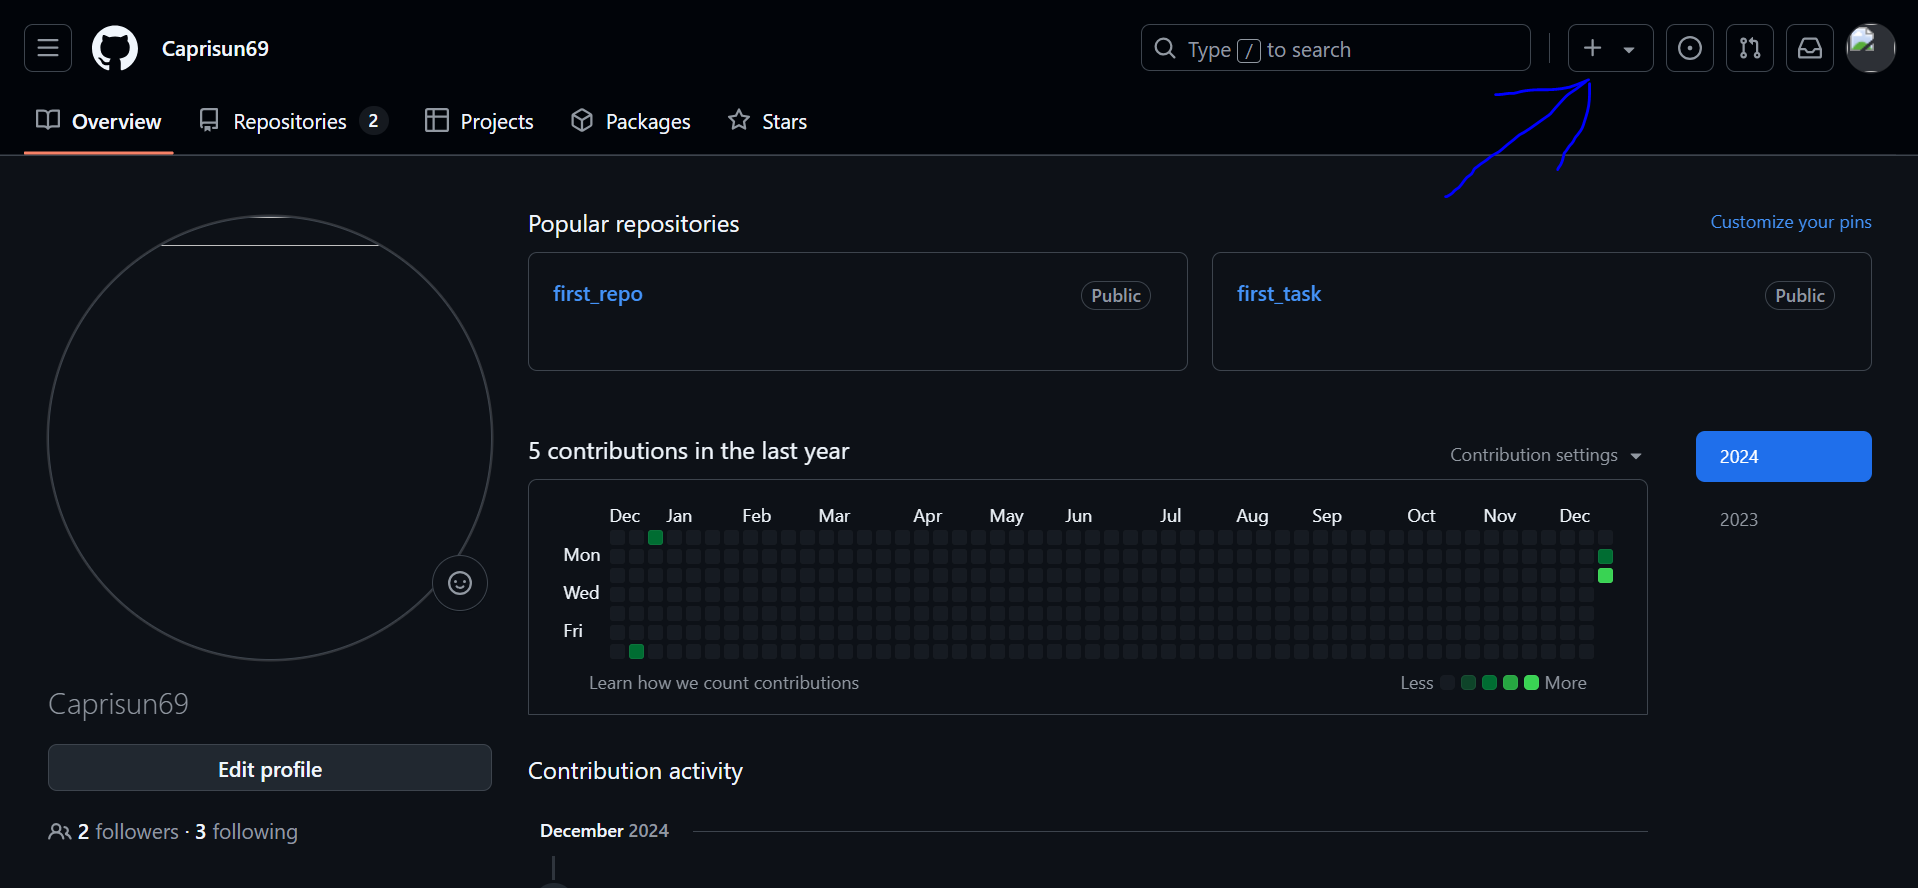 Caprisun69
Type / to search
Overview Repositories 2 Projects Packages Stars
Popular repositories Customize your pins
first_repo Public first_task Public
5 contributions in the last year Contribution settings 2024
2023
Dec Jan Feb Mar Apr May Jun Jul Aug Sep Oct Nov Dec
Mon
Wed
Fri
Learn how we count contributions Less More
Caprisun69
Edit profile
2 followers · 3 following
Contribution activity
December 2024